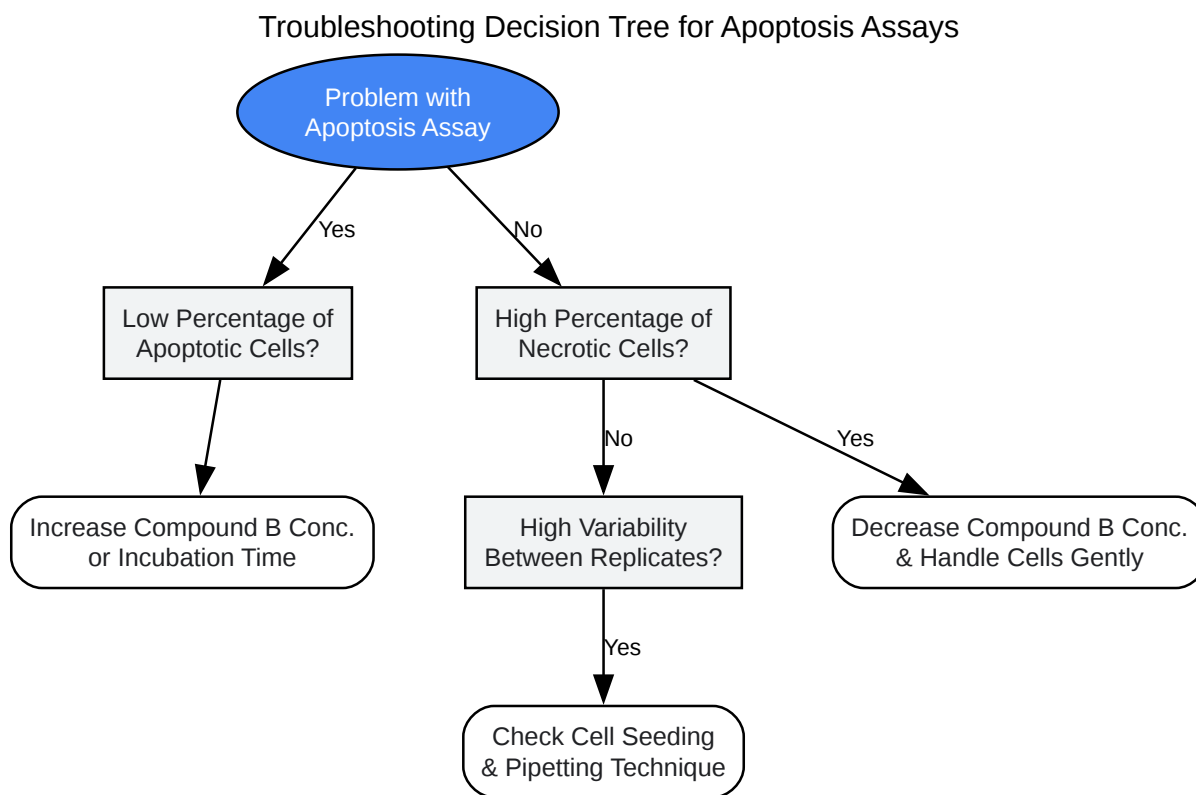 Troubleshooting Decision Tree for Apoptosis Assays
Problem with
Apoptosis Assay
Yes
No
Low Percentage of
Apoptotic Cells?
High Percentage of
Necrotic Cells?
No
Yes
Increase Compound B Conc.
or Incubation Time
High Variability
Between Replicates?
Decrease Compound B Conc.
& Handle Cells Gently
Yes
Check Cell Seeding
& Pipetting Technique